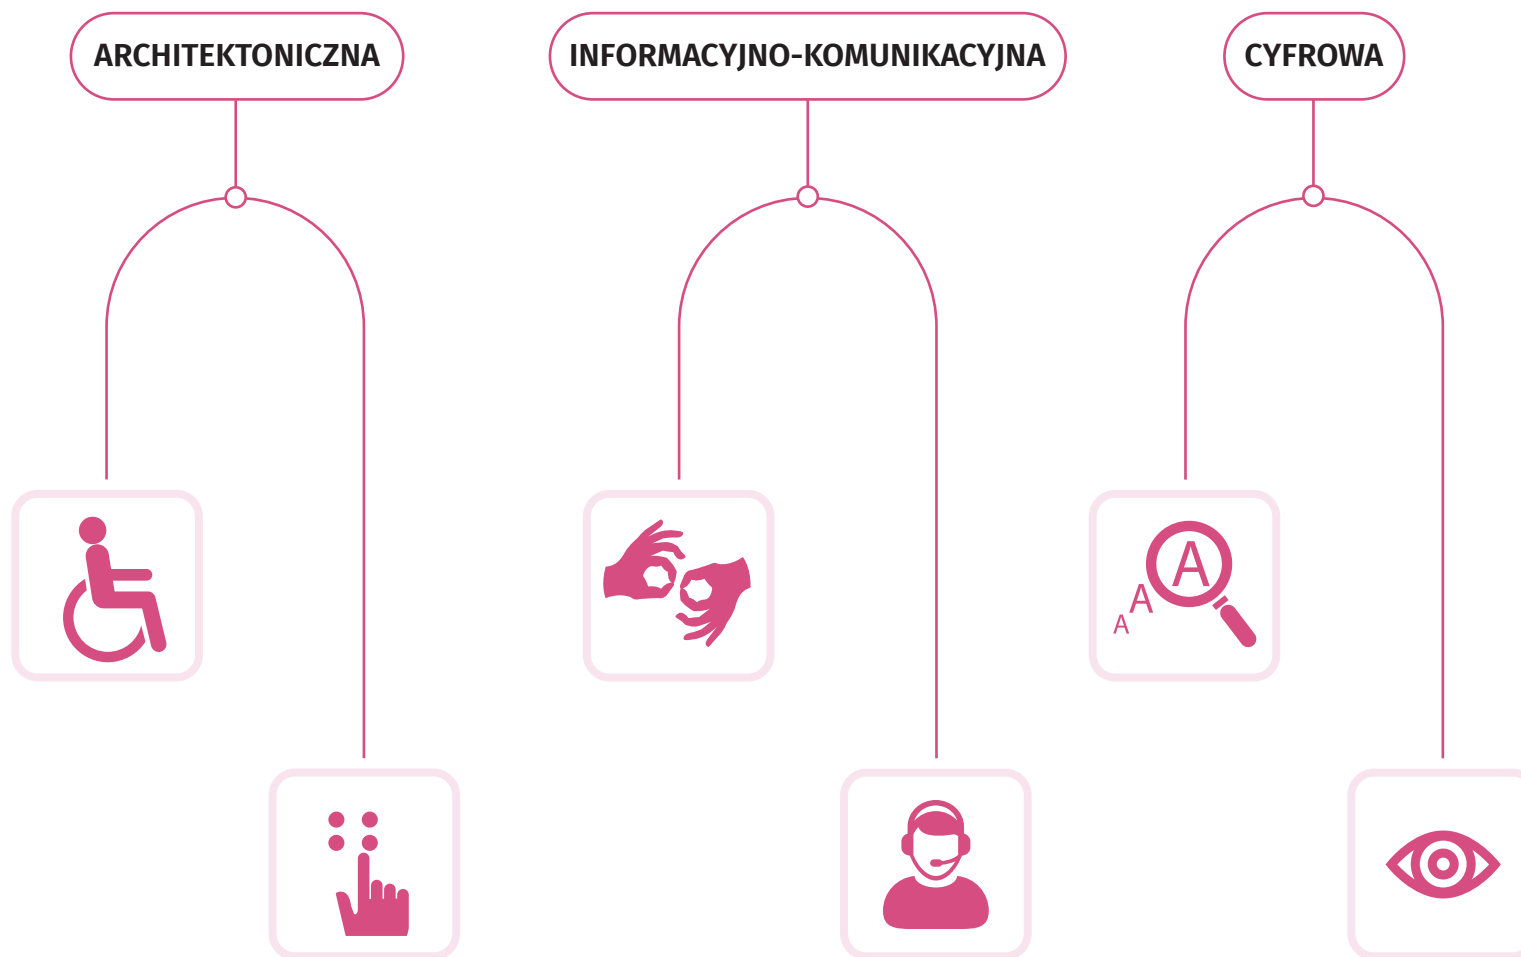 ARCHITEKTONICZNA
INFORMACYJNO-KOMUNIKACYJNA
CYFROWA
A
A
A